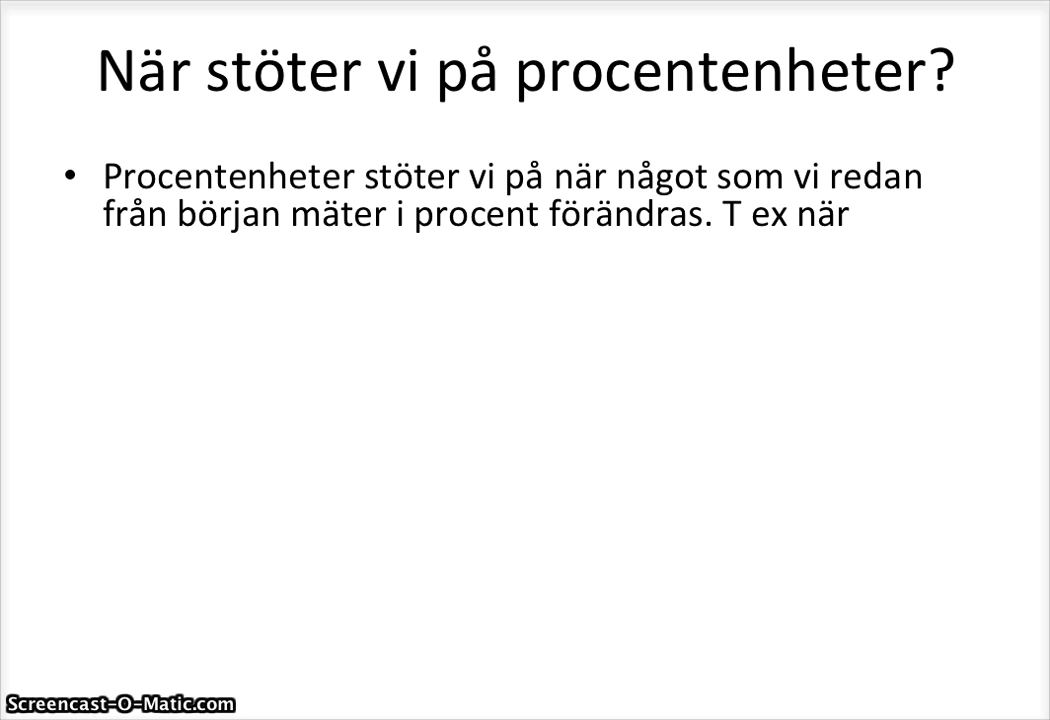 När stöter vi på procentenheter?
• Procentenheter stöter vi på när något som vi redan
från början mäter i procent förändras. T ex när
Screencast-O-Matic.com